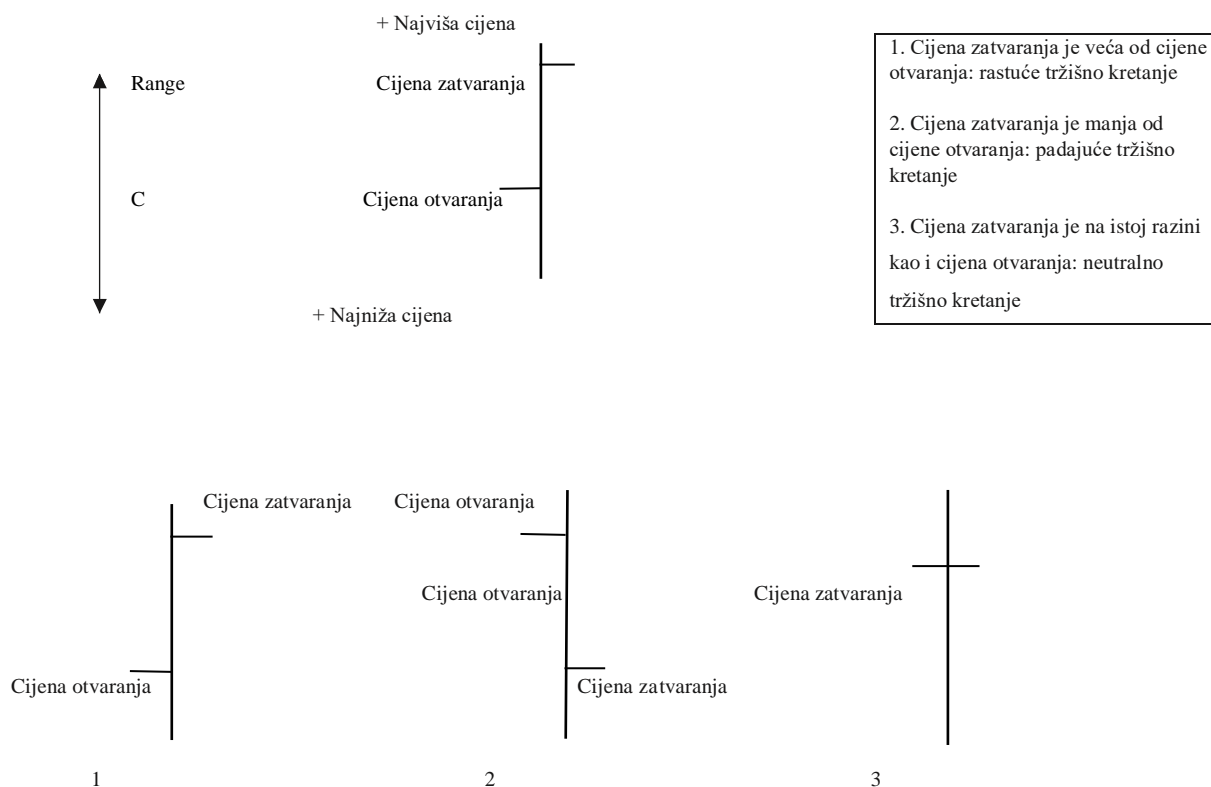 + Najviša cijena
Range
Cijena zatvaranja
C
Cijena otvaranja
+ Najniža cijena
1. Cijena zatvaranja je veća od cijene
otvaranja: rastuće tržišno kretanje
2. Cijena zatvaranja je manja od
cijene otvaranja: padajuće tržišno
kretanje
3. Cijena zatvaranja je na istoj razini
kao i cijena otvaranja: neutralno
tržišno kretanje
Cijena zatvaranja
Cijena otvaranja
Cijena otvaranja
Cijena otvaranja
Cijena zatvaranja
Cijena zatvaranja
1
2
3